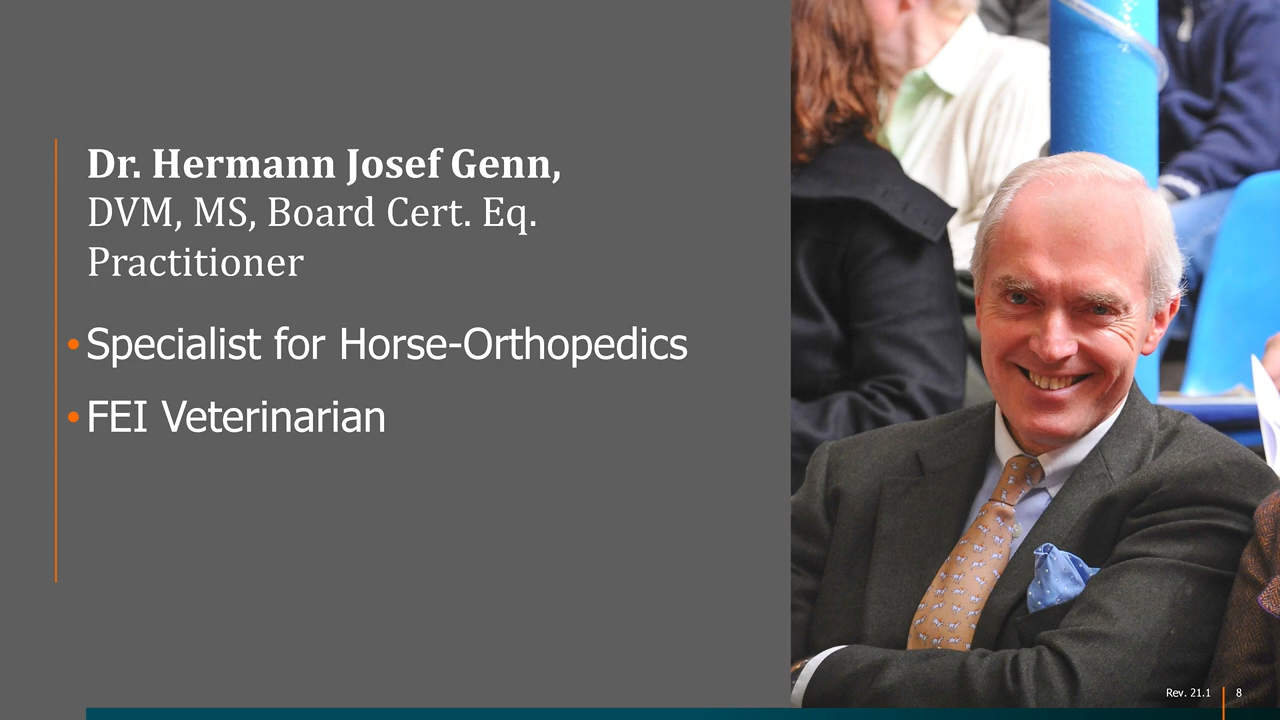 Dr. Hermann Josef Genn,
DVM, MS, Board Cert. Eq.
Practitioner
• Specialist for Horse-Orthopedics
• FEI Veterinarian
Rev. 21.1
8